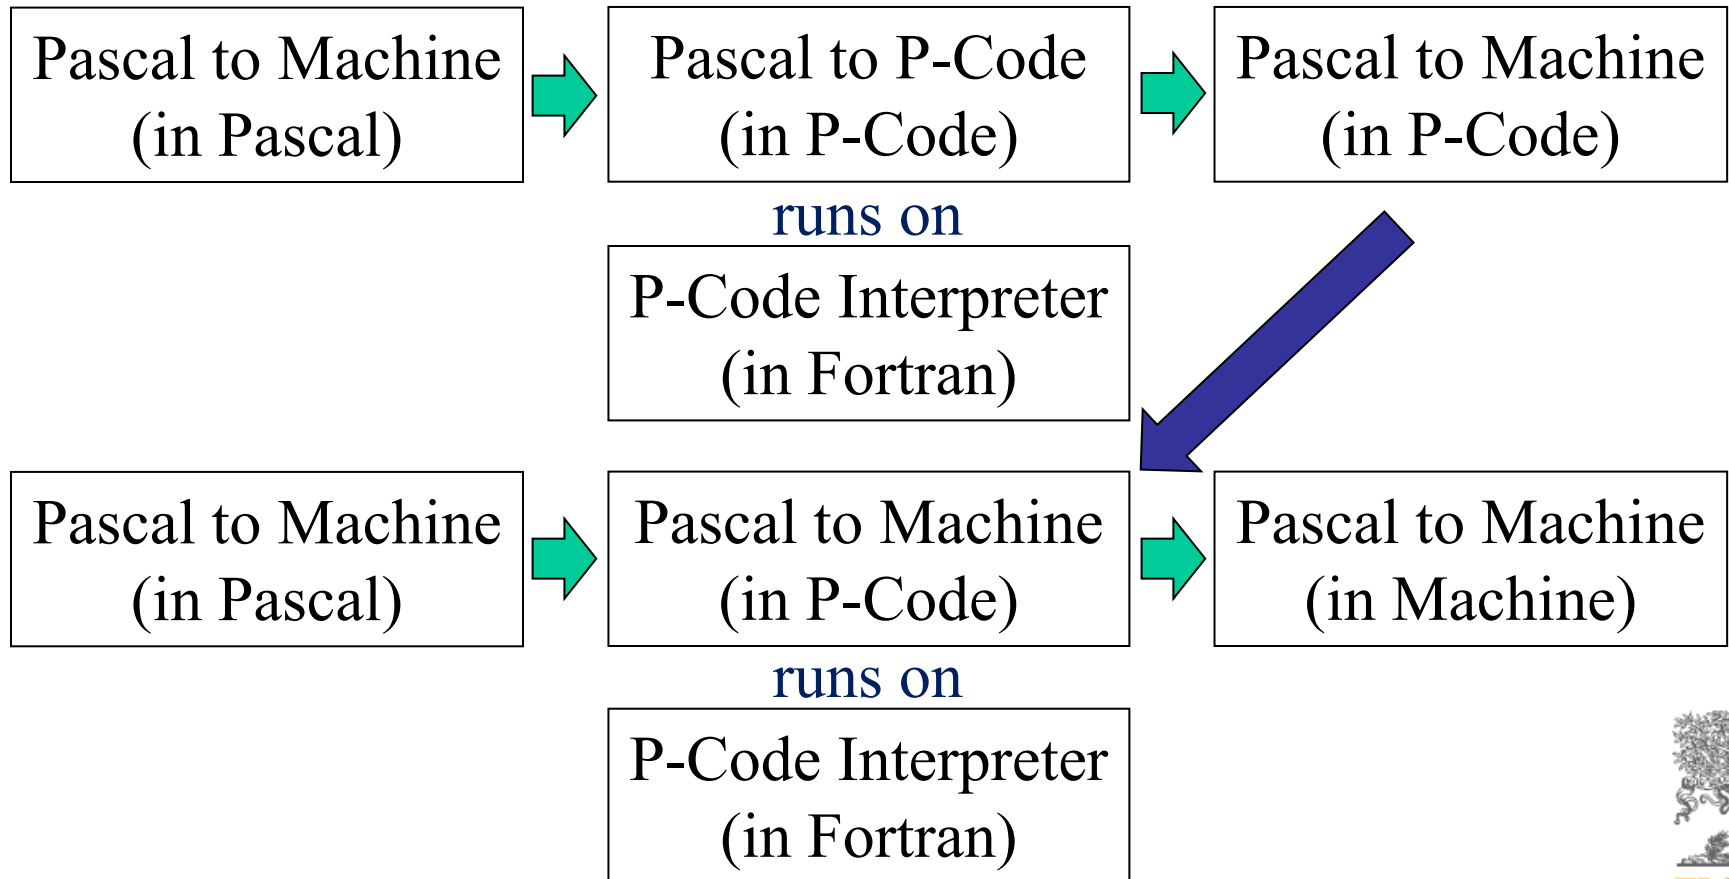 Pascal to Machine
(in Pascal)
Pascal to P-Code
(in P-Code)
Pascal to Machine
(in P-Code)
runs on
P-Code Interpreter
(in Fortran)
Pascal to Machine
(in Pascal)
Pascal to Machine
(in P-Code)
Pascal to Machine
(in Machine)
runs on
P-Code Interpreter
(in Fortran)